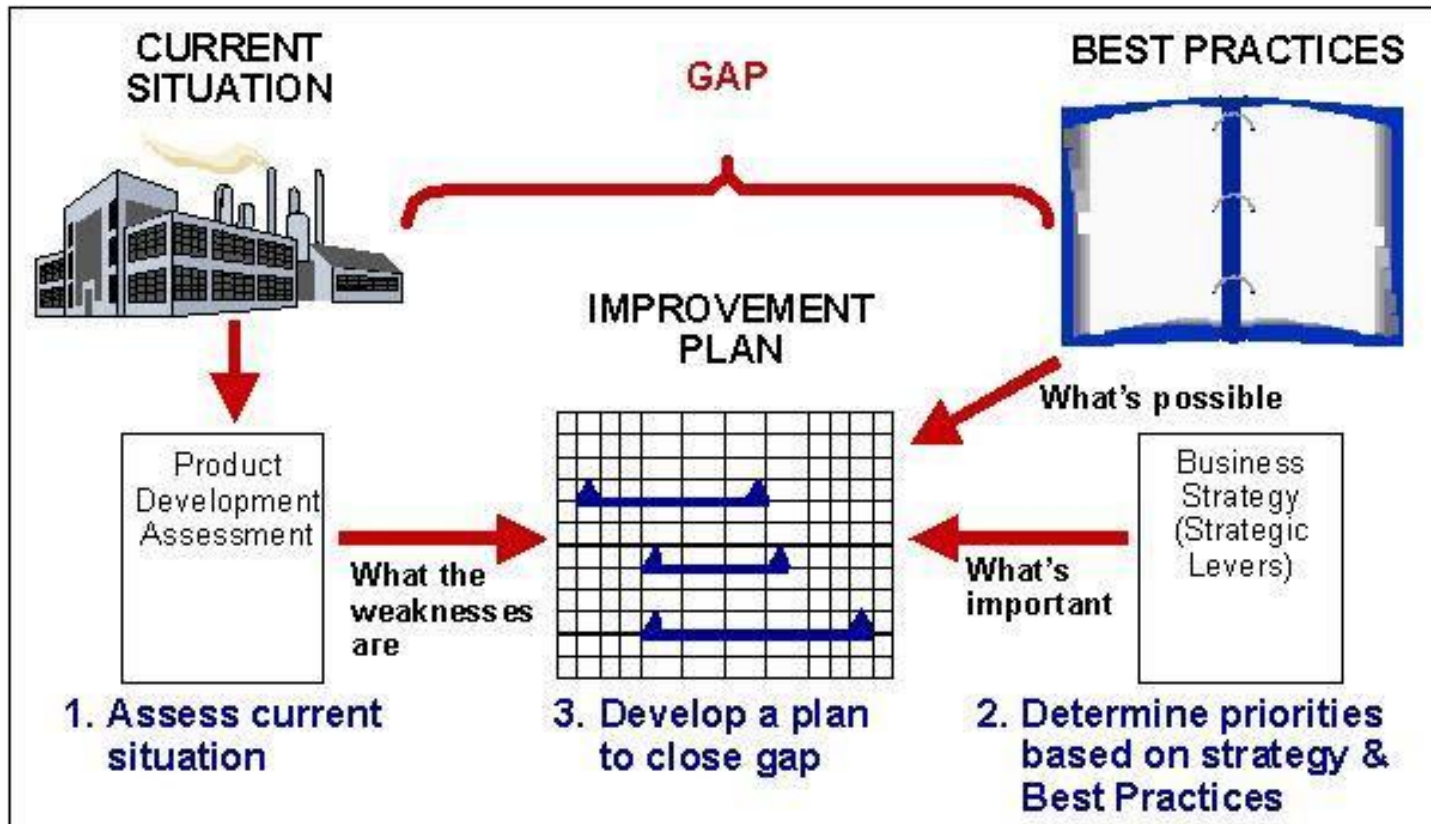 CURRENT
SITUATION
GAP
BEST PRACTICES
IMPROVEMENT
PLAN
What's possible
Product
Development
Assessment
What the
weaknesses
are
What's
important
Business
Strategy
(Strategic
Levers)
1. Assess current
situation
3. Develop a plan
to close gap
2. Determine priorities
based on strategy &
Best Practices